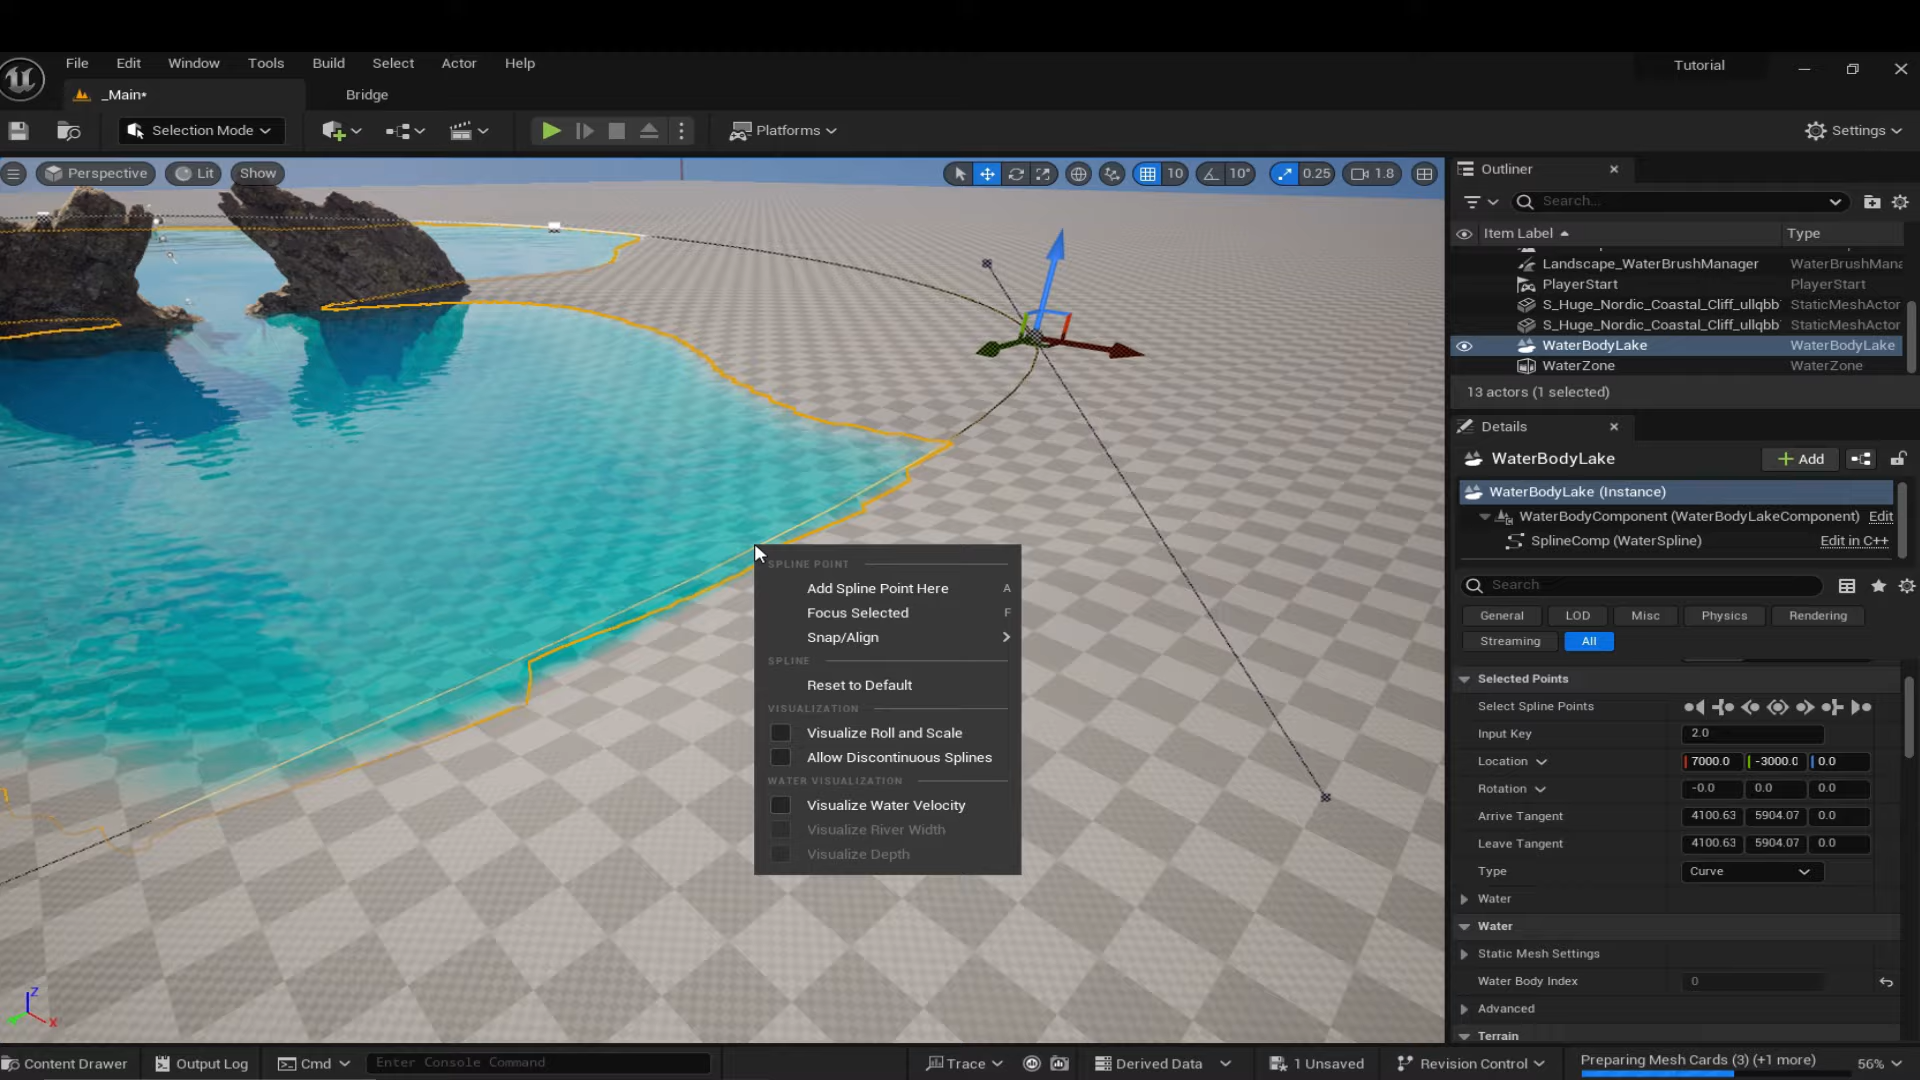 File Edit Window Tools Build Select Actor Help
Tutorial
_Main*
Bridge
Selection Mode
Platforms
Settings
Perspective Lit Show
10 10° 0.25 1.8
Outliner
Search...
Item Label Type
Landscape_WaterBrushManager WaterBrushMana
PlayerStart PlayerStart
S_Huge_Nordic_Coastal_Cliff_ullqbb StaticMeshActor
S_Huge_Nordic_Coastal_Cliff_ullqbb StaticMeshActor
WaterBodyLake WaterBodyLake
WaterZone WaterZone
13 actors (1 selected)
Details
WaterBodyLake
Add
WaterBodyLake (Instance)
WaterBodyComponent (WaterBodyLakeComponent) Edit
SplineComp (WaterSpline) Edit in C++
Search
General LOD Misc Physics Rendering
Streaming All
Selected Points
Select Spline Points
Input Key 2.0
Location 7000.0 -3000.0 0.0
Rotation -0.0 0.0 0.0
Arrive Tangent 4100.63 5904.07 0.0
Leave Tangent 4100.63 5904.07 0.0
Type Curve
Water
Water
Static Mesh Settings
Water Body Index 0
Advanced
Terrain
SPLINE POINT
Add Spline Point Here A
Focus Selected F
Snap/Align
SPLINE
Reset to Default
VISUALIZATION
Visualize Roll and Scale
Allow Discontinuous Splines
WATER VISUALIZATION
Visualize Water Velocity
Visualize River Width
Visualize Depth
Z
X
Content Drawer Output Log Cmd Enter Console Command
Trace Derived Data 1 Unsaved Revision Control
Preparing Mesh Cards (3) (+1 more) 56%